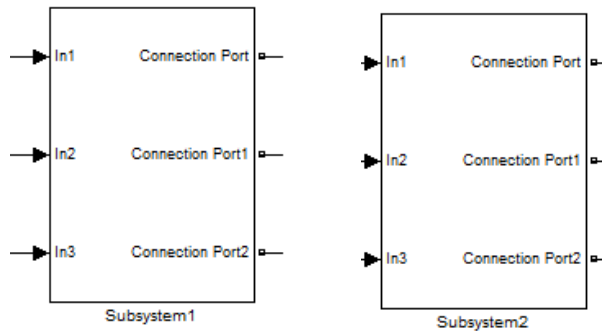 In1 Connection Port
In2 Connection Port1
In3 Connection Port2
Subsystem1
In1 Connection Port
In2 Connection Port1
In3 Connection Port2
Subsystem2